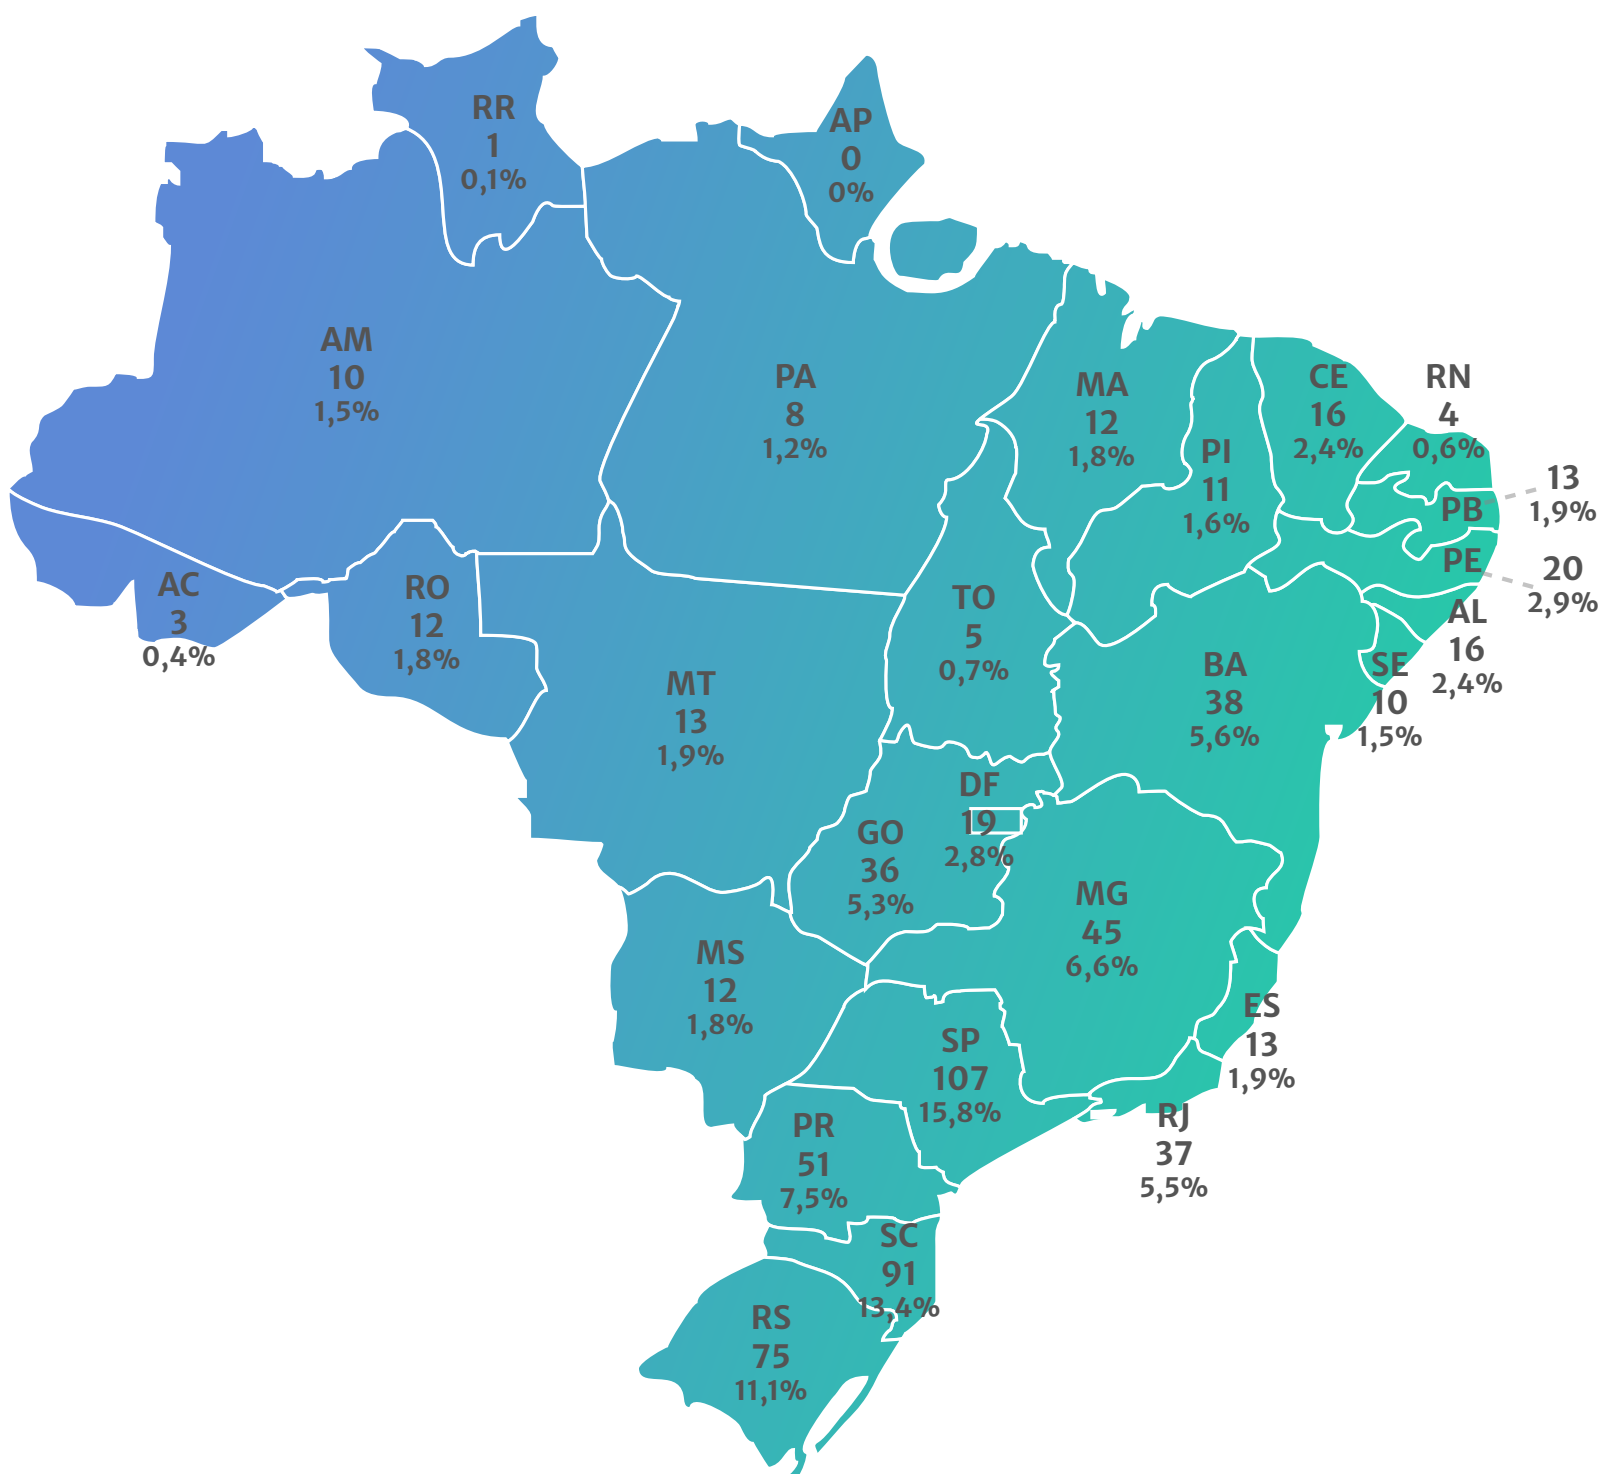 RR
1
0,1%
AP
0
0%
AM
10
1,5%
PA
8
1,2%
MA
12
1,8%
PI
11
1,6%
CE
16
2,4%
RN
4
0,6%
PB
13
1,9%
PE
20
2,9%
AL
16
2,4%
SE
10
1,5%
AC
3
0,4%
RO
12
1,8%
TO
5
0,7%
BA
38
5,6%
MT
13
1,9%
DF
19
2,8%
GO
36
5,3%
MG
45
6,6%
MS
12
1,8%
ES
13
1,9%
SP
107
15,8%
RJ
37
5,5%
PR
51
7,5%
SC
91
13,4%
RS
75
11,1%